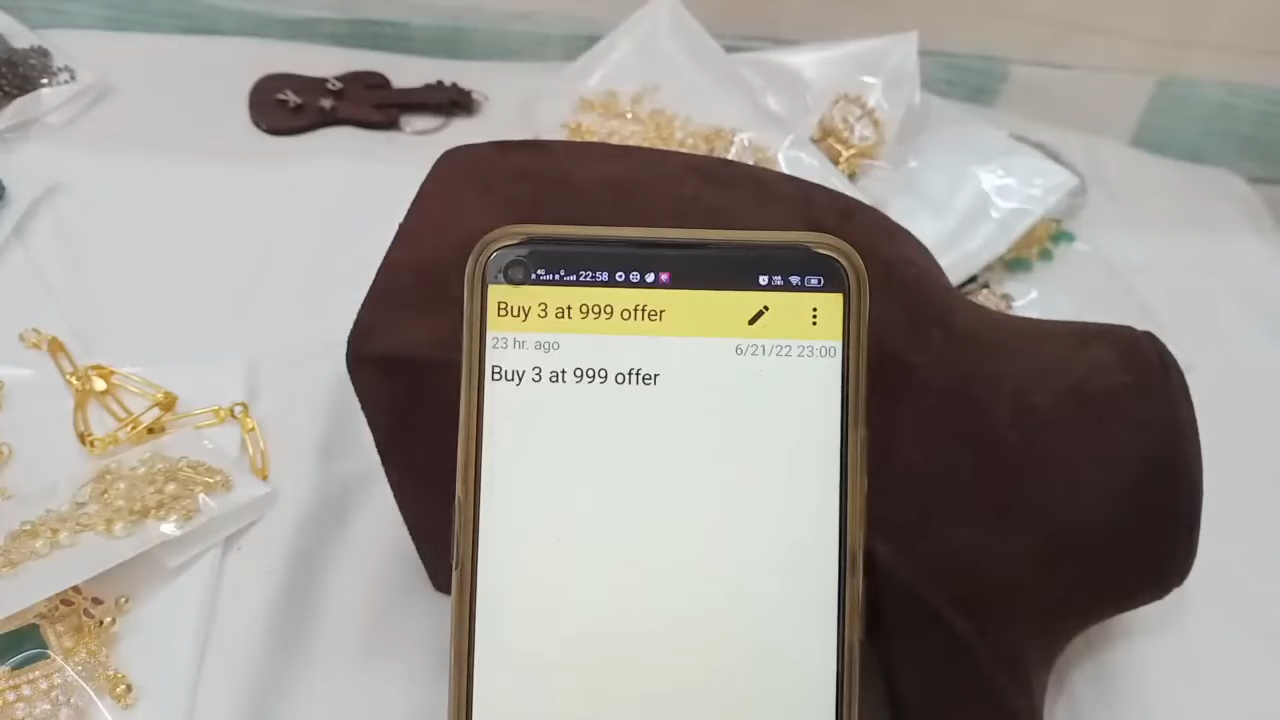 22:58
Buy 3 at 999 offer
23 hr. ago
6/21/22 23:00
Buy 3 at 999 offer